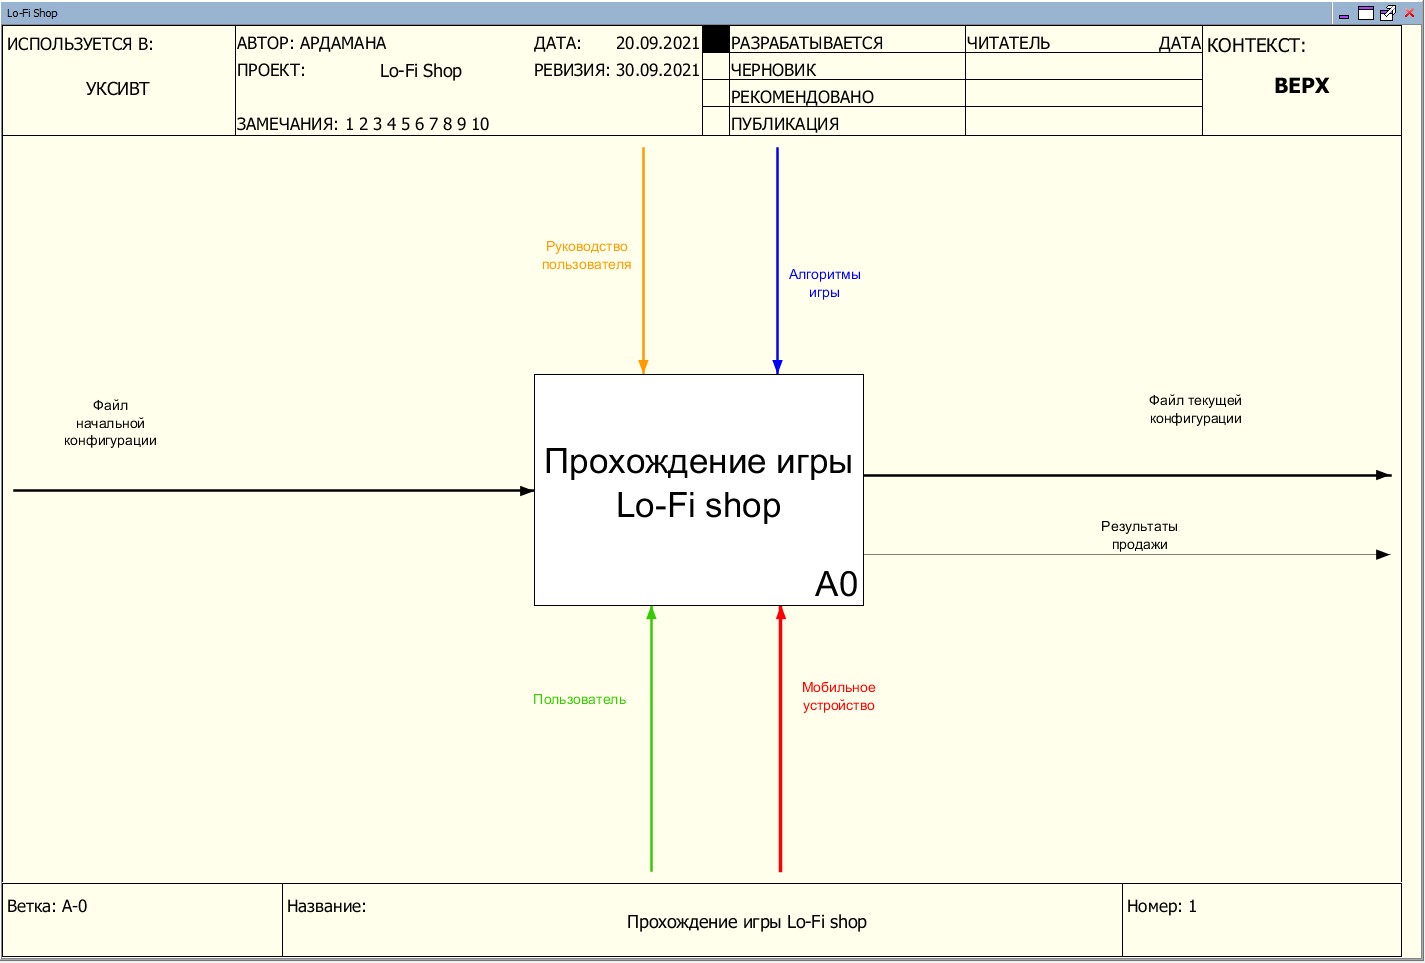 Lo-Fi Shop
ИСПОЛЬЗУЕТСЯ В:
УКСИВТ
АВТОР: АРДАМАНА
ДАТА: 20.09.2021
ПРОЕКТ: Lo-Fi Shop
РЕВИЗИЯ: 30.09.2021
ЗАМЕЧАНИЯ: 1 2 3 4 5 6 7 8 9 10
РАЗРАБАТЫВАЕТСЯ
ЧЕРНОВИК
РЕКОМЕНДОВАНО
ПУБЛИКАЦИЯ
ЧИТАТЕЛЬ ДАТА
КОНТЕКСТ:
ВЕРХ
Руководство
пользователя
Алгоритмы
игры
Файл
начальной
конфигурации
Файл текущей
конфигурации
Прохождение игры
Lo-Fi shop
A0
Результаты
продажи
Пользователь
Мобильное
устройство
Ветка: A-0
Название:
Прохождение игры Lo-Fi shop
Номер: 1